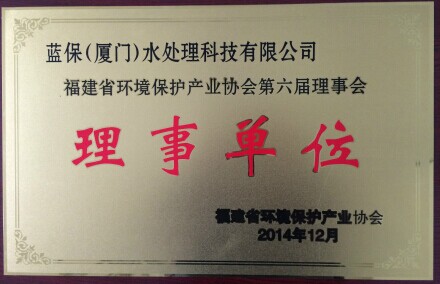 蓝保(厦门)水处理科技有限公司
福建省环境保护产业协会第六届理事会
理事单位
福建省环境保护产业协会
2014年12月